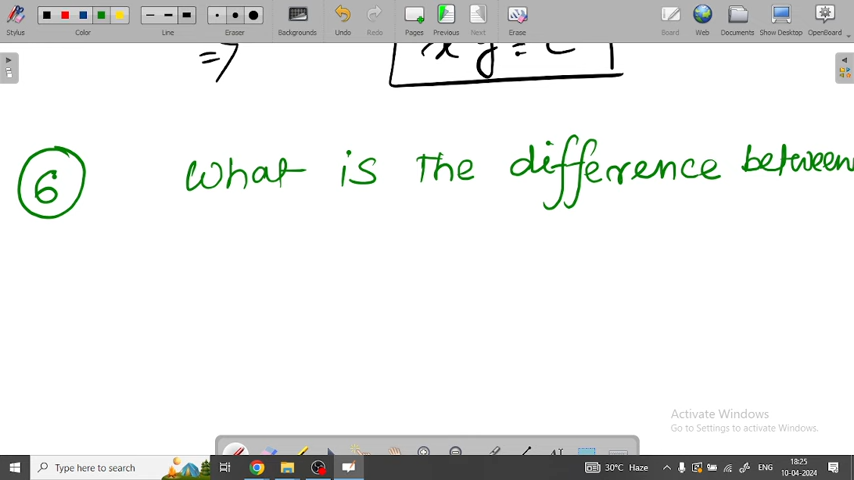 Stylus
Color
Line
Eraser
Backgrounds
Undo
Redo
Pages
Previous
Next
Erase
Board
Web
Documents
Show Desktop
OpenBoard
⇒ xy = c
6 What is the difference between
Activate Windows
Go to Settings to activate Windows.
Type here to search
30°C Haze
ENG
18:25
10-04-2024